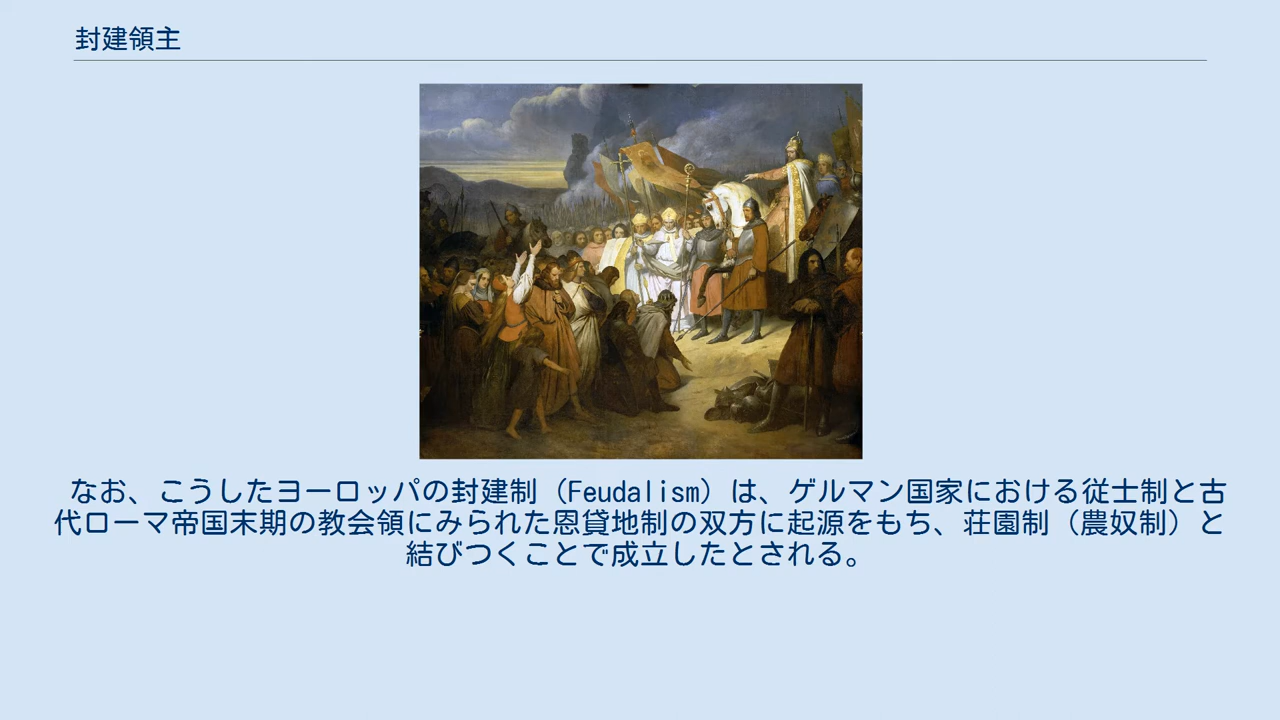 封建領主
なお、こうしたヨーロッパの封建制（Feudalism）は、ゲルマン国家における従士制と古
代ローマ帝国末期の教会領にみられた恩貸地制の双方に起源をもち、荘園制（農奴制）と
結びつくことで成立したとされる。